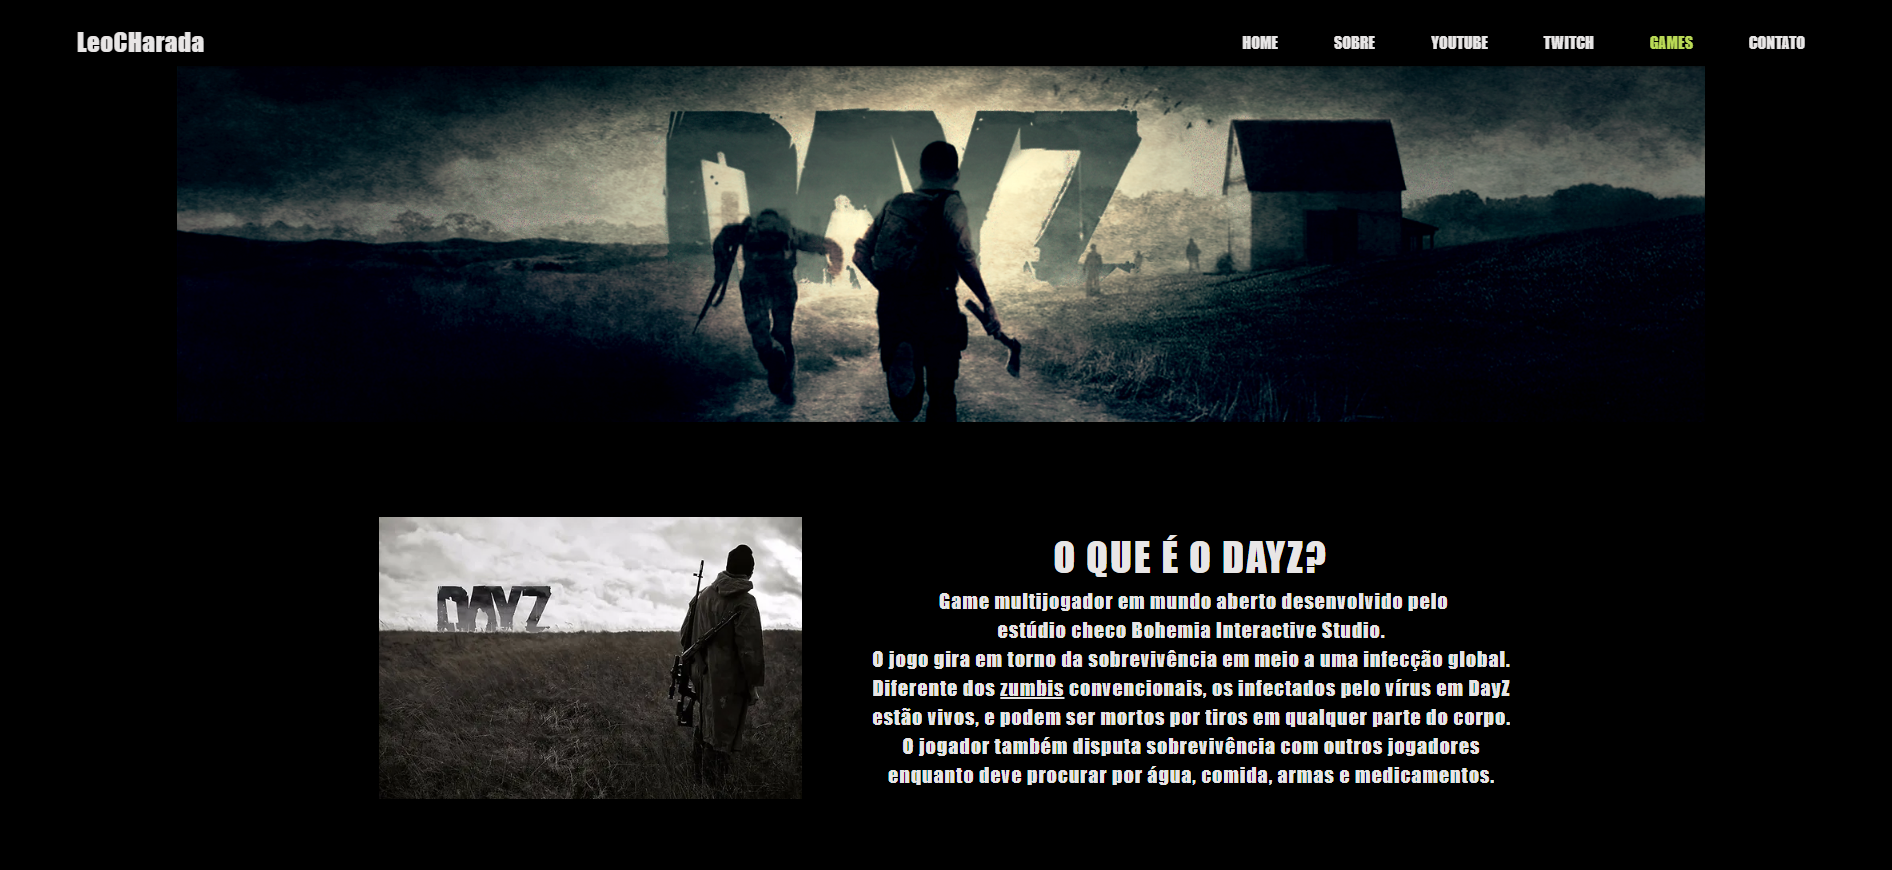 LeoCHarada
HOME SOBRE YOUTUBE TWITCH GAMES CONTATO
DAYZ
DAYZ
O QUE É O DAYZ?
Game multijogador em mundo aberto desenvolvido pelo
estúdio checo Bohemia Interactive Studio.
O jogo gira em torno da sobrevivência em meio a uma infecção global.
Diferente dos zumbis convencionais, os infectados pelo vírus em DayZ
estão vivos, e podem ser mortos por tiros em qualquer parte do corpo.
O jogador também disputa sobrevivência com outros jogadores
enquanto deve procurar por água, comida, armas e medicamentos.